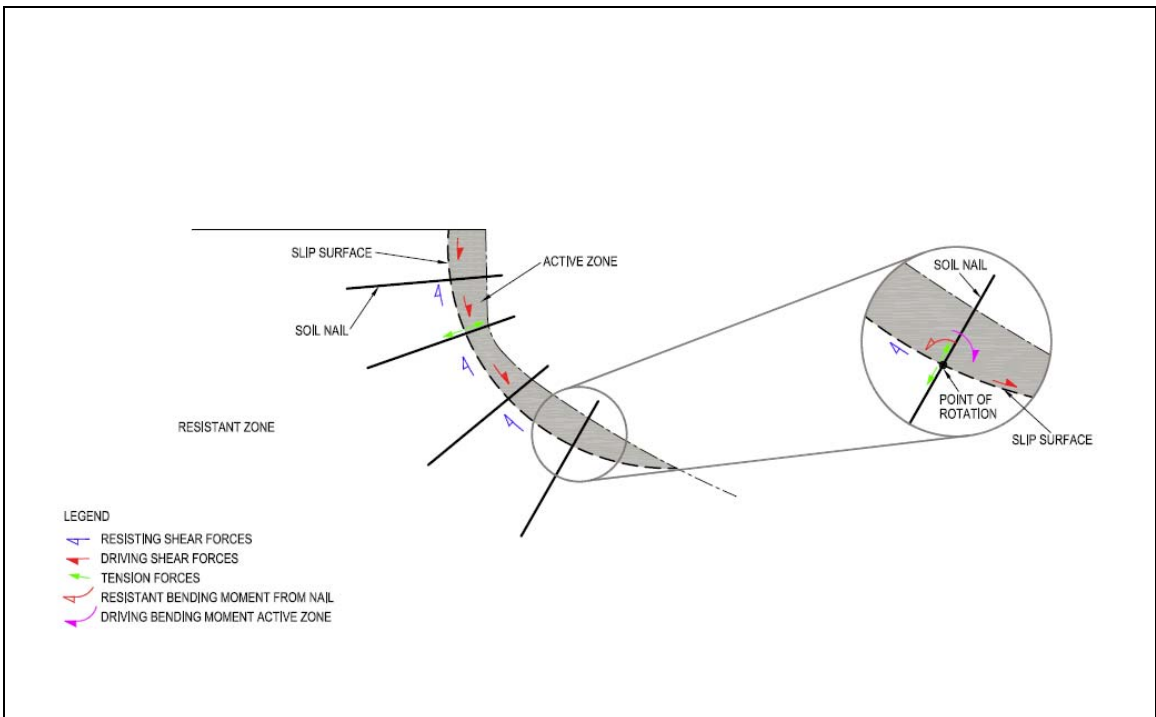 SLIP SURFACE
ACTIVE ZONE
SOIL NAIL
RESISTANT ZONE
SOIL NAIL
POINT OF
ROTATION
SLIP SURFACE
LEGEND
RESISTING SHEAR FORCES
DRIVING SHEAR FORCES
TENSION FORCES
RESISTANT BENDING MOMENT FROM NAIL
DRIVING BENDING MOMENT ACTIVE ZONE